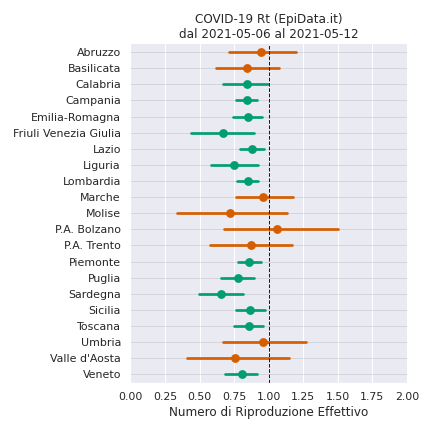 COVID-19 Rt (EpiData.it)
dal 2021-05-06 al 2021-05-12
Abruzzo
Basilicata
Calabria
Campania
Emilia-Romagna
Friuli Venezia Giulia
Lazio
Liguria
Lombardia
Marche
Molise
P.A. Bolzano
P.A. Trento
Piemonte
Puglia
Sardegna
Sicilia
Toscana
Umbria
Valle d'Aosta
Veneto
0.00 0.25 0.50 0.75 1.00 1.25 1.50 1.75 2.00
Numero di Riproduzione Effettivo